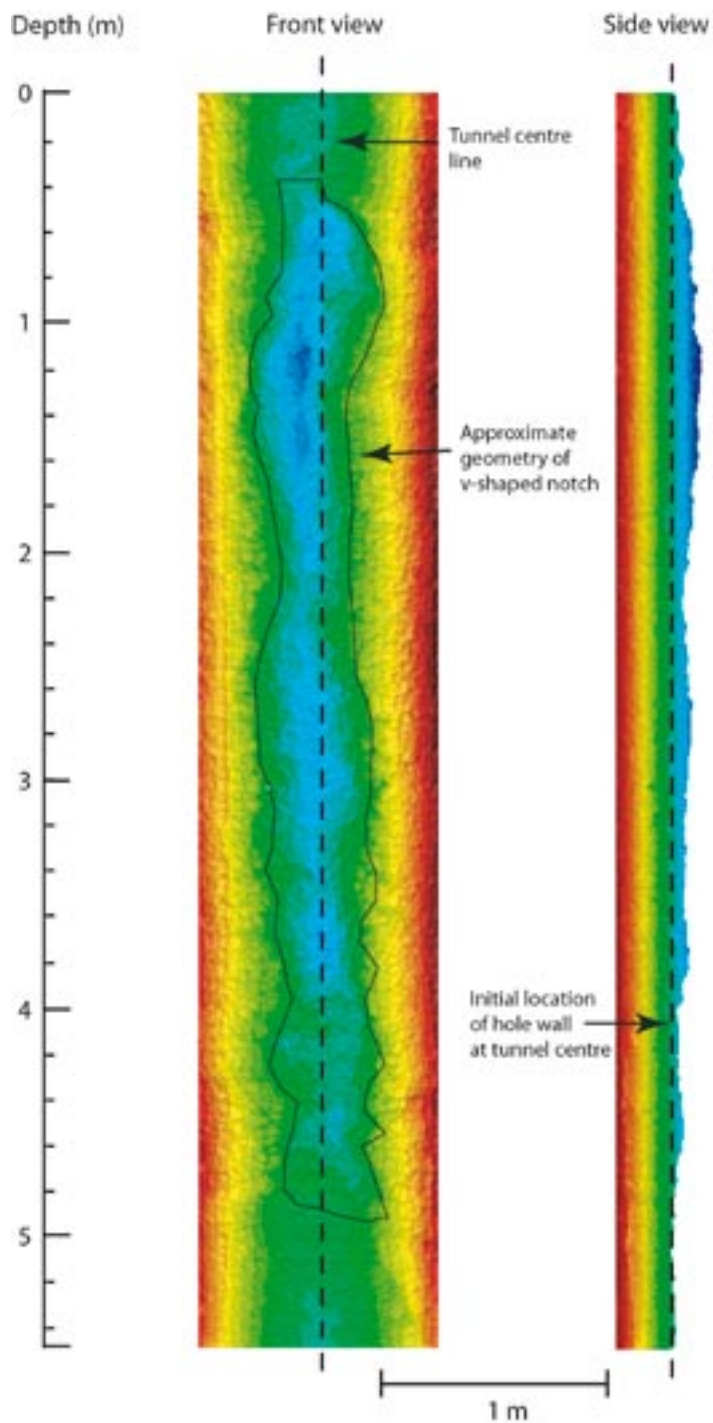 Depth (m)
Front view
Side view
0
Tunnel centre
line
1
Approximate
geometry of
v-shaped notch
2
3
4
Initial location
of hole wall
at tunnel centre
5
1 m